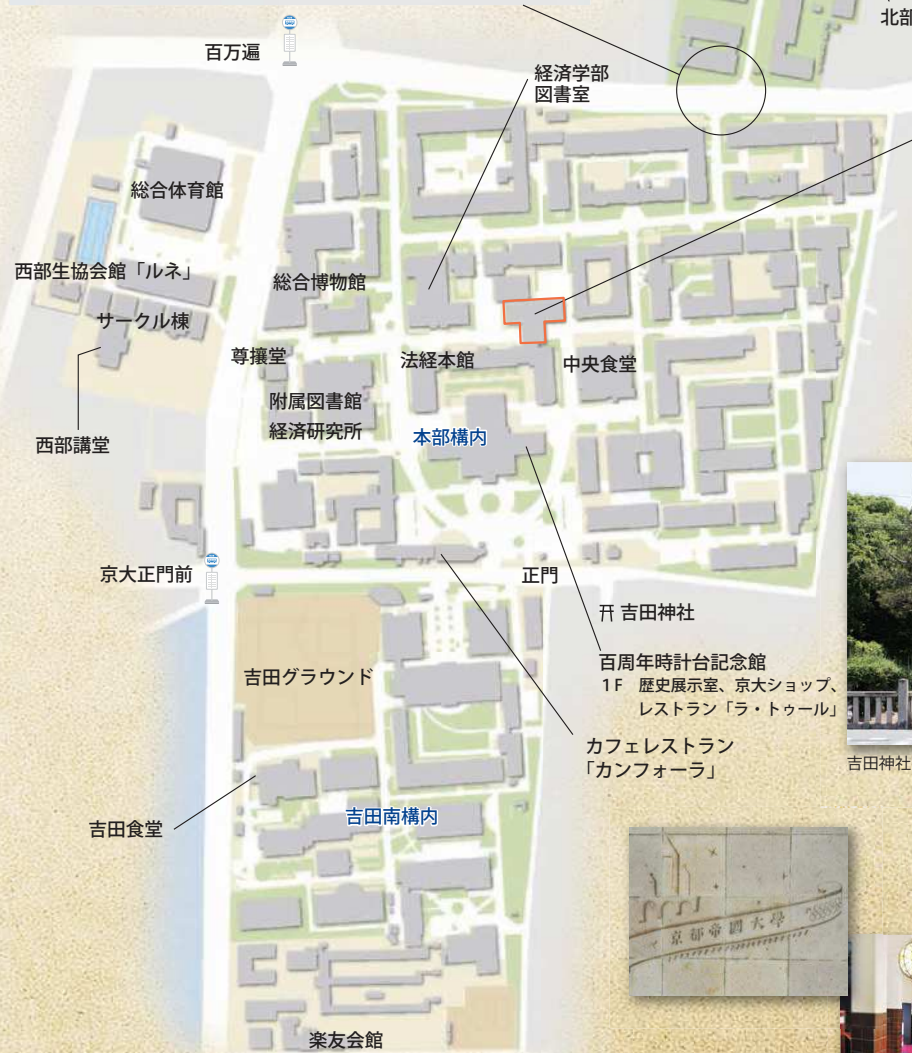 北部
百万遍
経済学部
図書室
総合体育館
西部生協会館「ルネ」
総合博物館
サークル棟
尊攘堂
法経本館
中央食堂
附属図書館
経済研究所
本部構内
西部講堂
京大正門前
正門
吉田神社
百周年時計台記念館
1F 歴史展示室、京大ショップ、
レストラン「ラ・トゥール」
吉田グラウンド
カフェレストラン
「カンフォーラ」
吉田神社
吉田南構内
吉田食堂
京都帝國大學
楽友会館